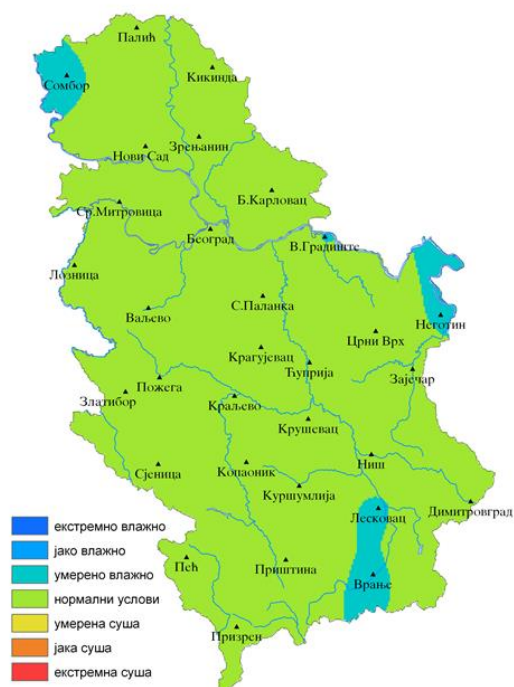 Палић
Кикинда
Сомбор
Зрењанин
Нови Сад
Б.Карловац
Ср.Митровица
Београд
В.Градиште
Лозница
С.Паланка
Ваљево
Неготин
Црни Врх
Крагујевац
Ћуприја
Зајечар
Пожега
Златибор
Краљево
Крушевац
Ниш
Сјеница
Копаоник
Куршумлија
Димитровград
Лесковац
Пећ
Приштина
Врање
Призрен
екстремно влажно
јако влажно
умерено влажно
нормални услови
умерена суша
јака суша
екстремна суша